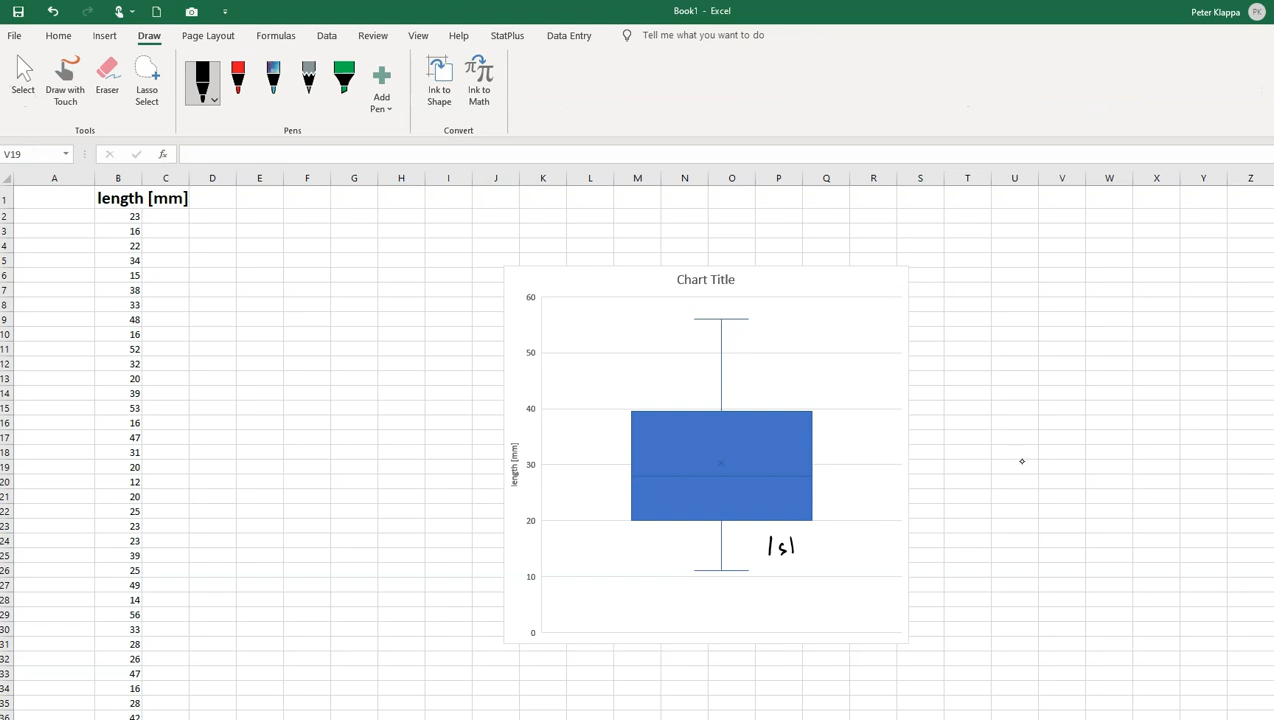 Book1 - Excel
Peter Klappa PK
File Home Insert Draw Page Layout Formulas Data Review View Help StatPlus Data Entry Tell me what you want to do
Select
Draw with Touch
Eraser
Lasso Select
Add Pen
Ink to Shape
Ink to Math
Tools Pens Convert
V19 fx
A B C D E F G H I J K L M N O P Q R S T U V W X Y Z
1 length [mm]
2 23
3 16
4 22
5 34
6 15
7 38
8 33
9 48
10 16
11 52
12 32
13 20
14 39
15 53
16 16
17 47
18 31
19 20
20 12
21 20
22 25
23 23
24 23
25 39
26 25
27 49
28 14
29 56
30 33
31 28
32 26
33 47
34 16
35 28
36 42
Chart Title
60
50
40
30
20
10
0
length [mm]